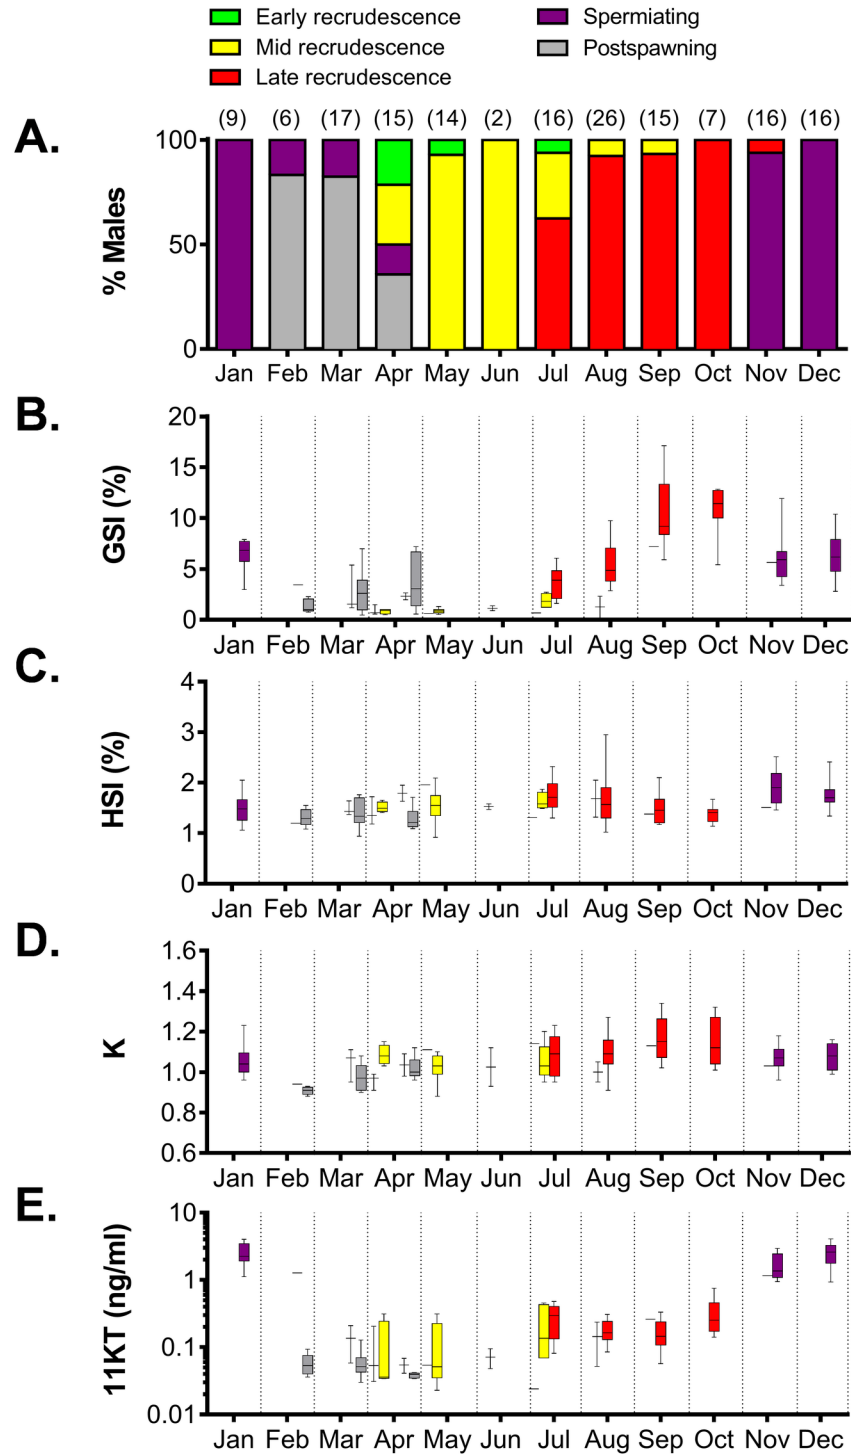 Early recrudescence Spermiating
Mid recrudescence Postspawning
Late recrudescence
A.
(9) (6) (17) (15) (14) (2) (16) (26) (15) (7) (16) (16)
% Males
100
50
0
Jan Feb Mar Apr May Jun Jul Aug Sep Oct Nov Dec
B.
GSI (%)
20
15
10
5
0
Jan Feb Mar Apr May Jun Jul Aug Sep Oct Nov Dec
C.
HSI (%)
4
3
2
1
0
Jan Feb Mar Apr May Jun Jul Aug Sep Oct Nov Dec
D.
K
1.6
1.4
1.2
1.0
0.8
0.6
Jan Feb Mar Apr May Jun Jul Aug Sep Oct Nov Dec
E.
11KT (ng/ml)
10
1
0.1
0.01
Jan Feb Mar Apr May Jun Jul Aug Sep Oct Nov Dec